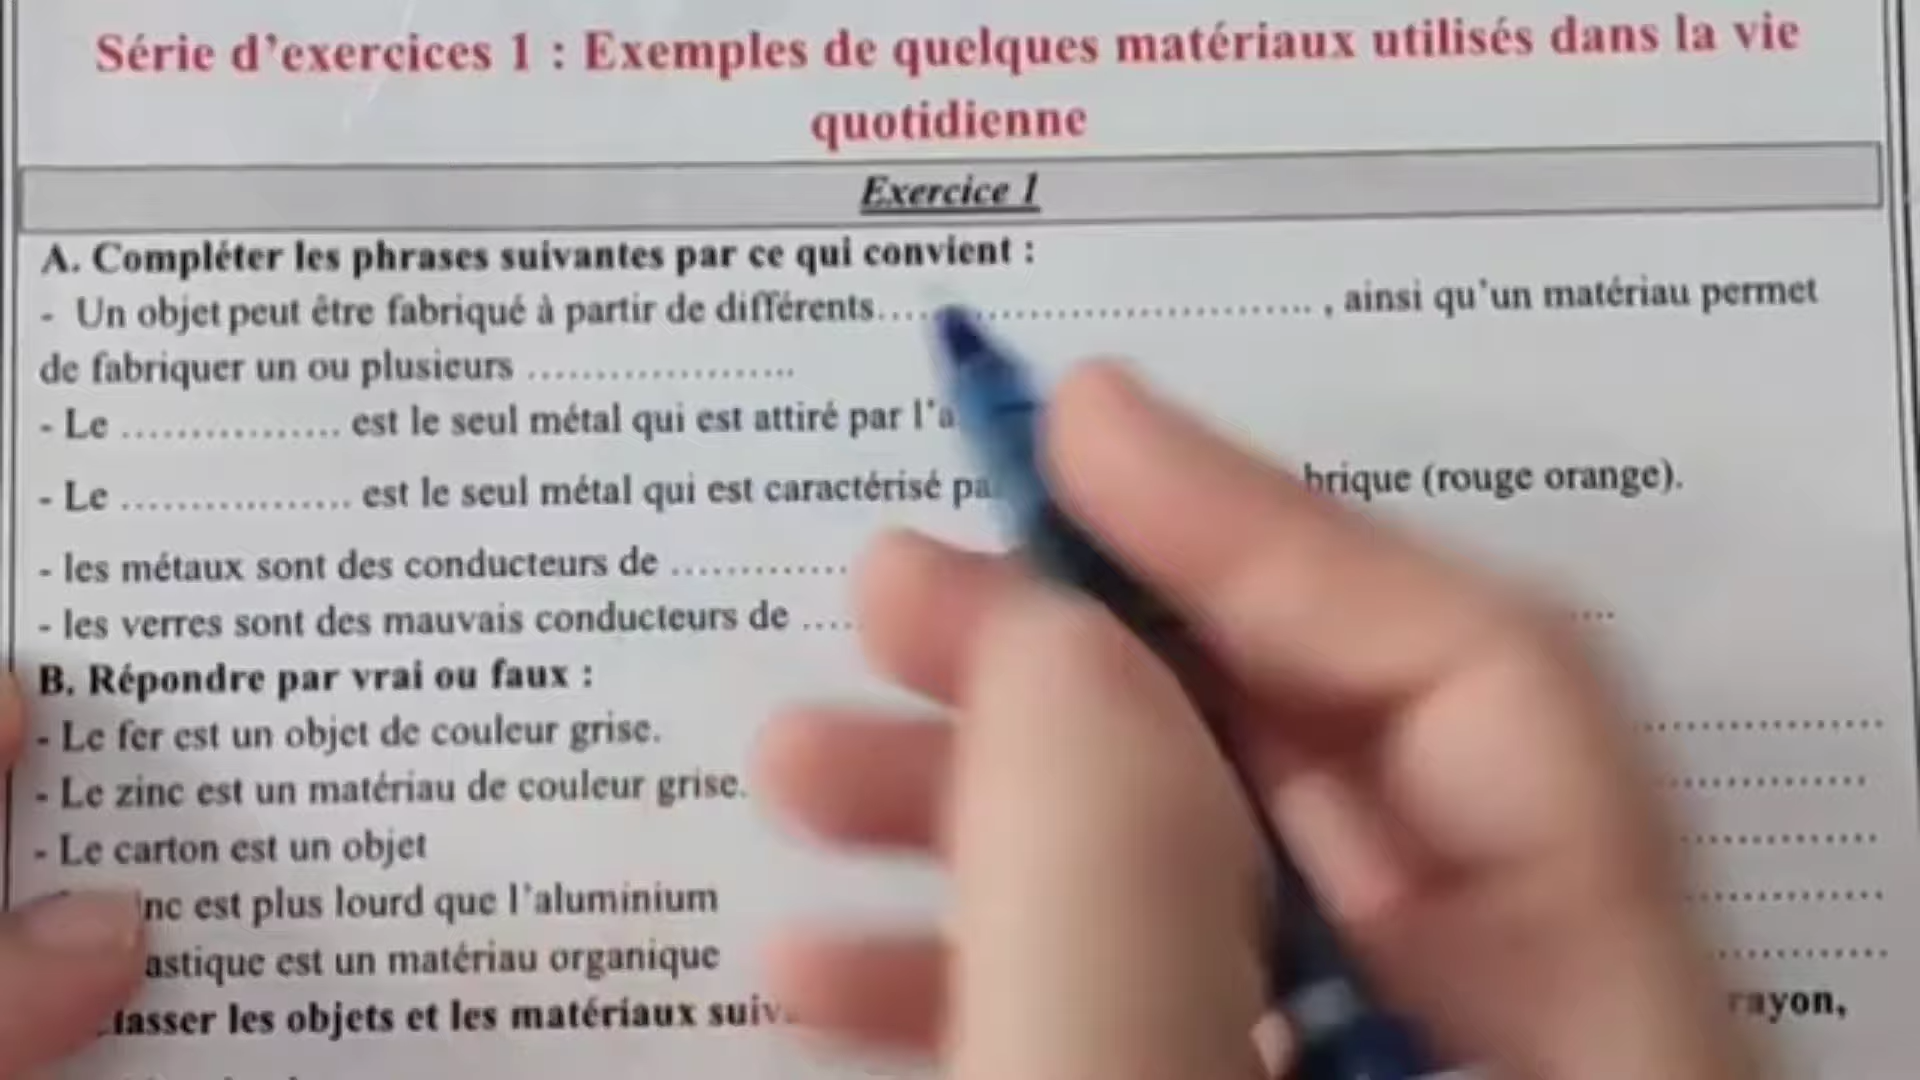 Série d'exercices 1 : Exemples de quelques matériaux utilisés dans la vie
quotidienne
Exercice 1
A. Compléter les phrases suivantes par ce qui convient :
- Un objet peut être fabriqué à partir de différents.................................... , ainsi qu'un matériau permet
de fabriquer un ou plusieurs ....................
- Le ................ est le seul métal qui est attiré par
- Le ................. est le seul métal qui est caractérisé brique (rouge orange).
- les métaux sont des conducteurs de .............
- les verres sont des mauvais conducteurs de ....
B. Répondre par vrai ou faux :
- Le fer est un objet de couleur grise. ..................
- Le zinc est un matériau de couleur grise. ...............
- Le carton est un objet ..............
est plus lourd que l'aluminium ..............
est un matériau organique .............
les objets et les matériaux rayon,